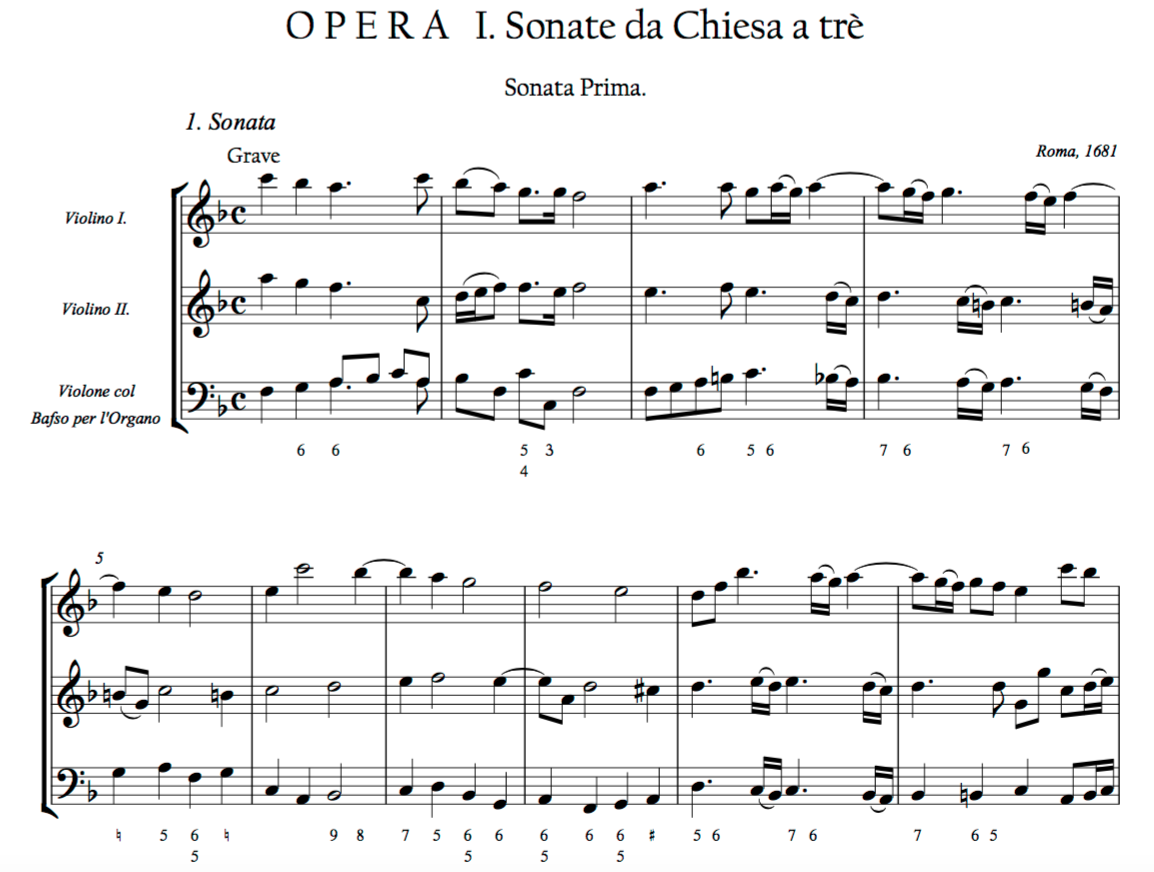 O P E R A I. Sonate da Chiesa a trè
Sonata Prima.
1. Sonata
Grave
Roma, 1681
Violino I.
Violino II.
Violone col
Bafso per l'Organo
6 6 5 3 6 5 6 7 6 7 6
4
5
♮ 5 6 ♮ 9 8 7 5 6 6 6 6 6 ♯ 5 6 7 6 7 6 5
5 5 5 5